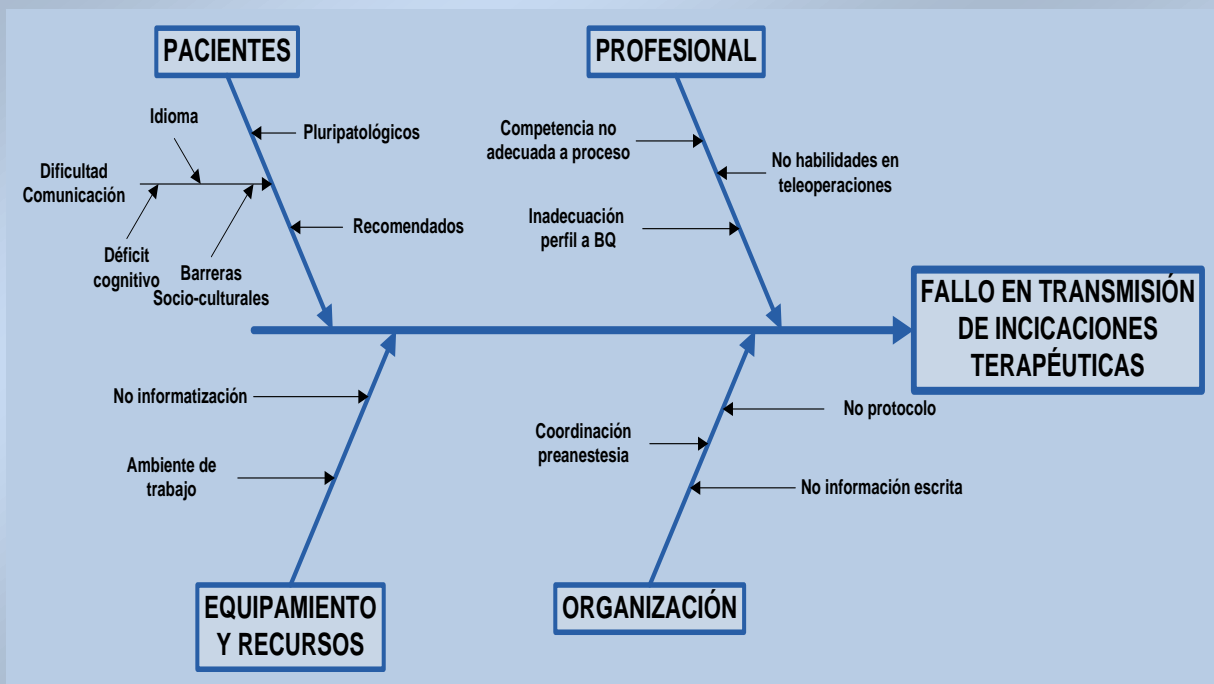 PACIENTES
PROFESIONAL
Idioma
Pluripatológicos
Dificultad
Comunicación
Recomendados
Déficit
cognitivo
Barreras
Socio-culturales
Competencia no
adecuada a proceso
No habilidades en
teleoperaciones
Inadecuación
perfil a BQ
FALLO EN TRANSMISIÓN
DE INCICACIONES
TERAPÉUTICAS
No informatización
Ambiente de
trabajo
No protocolo
Coordinación
preanestesia
No información escrita
EQUIPAMIENTO
Y RECURSOS
ORGANIZACIÓN